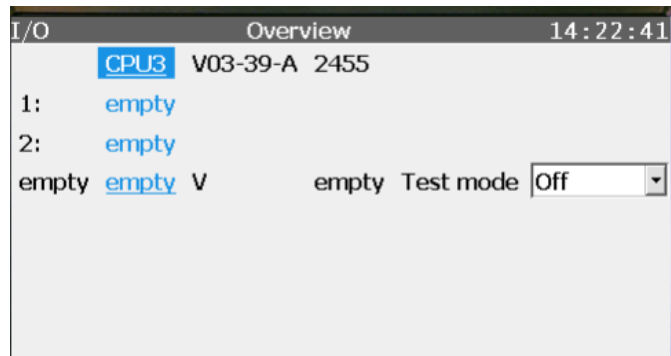 I/O Overview 14:22:41
CPU3 V03-39-A 2455
1: empty
2: empty
empty empty V empty Test mode Off